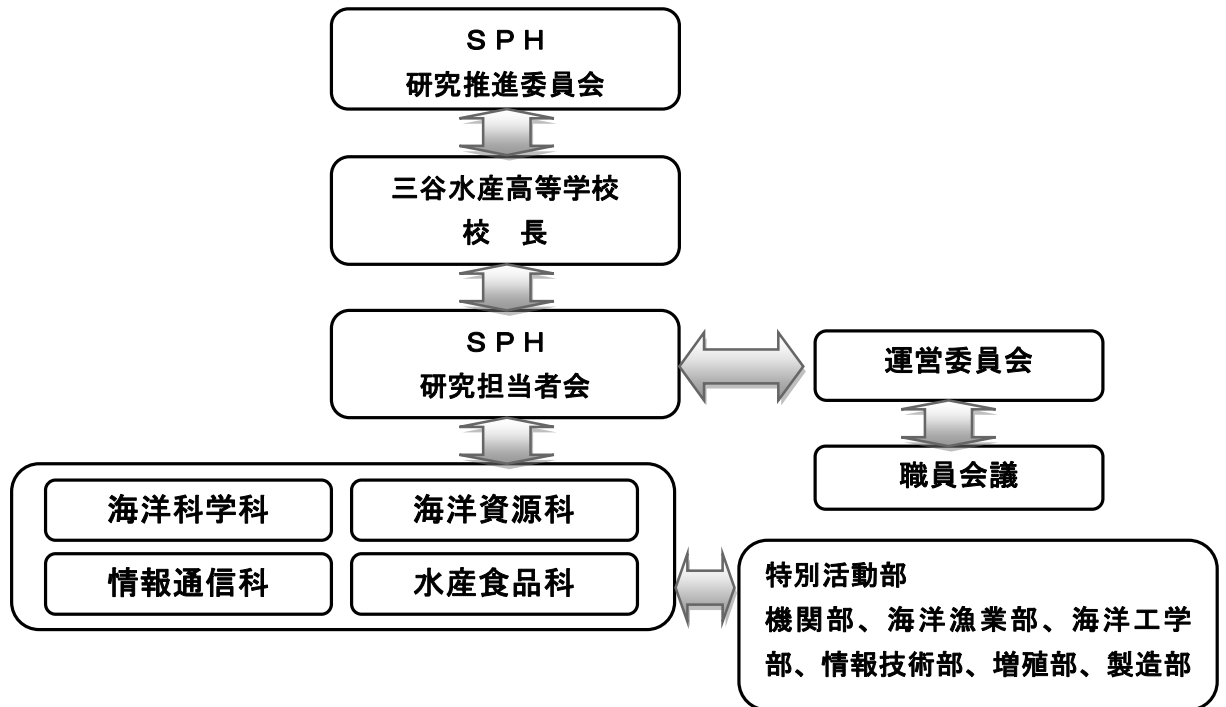 ＳＰＨ
研究推進委員会
三谷水産高等学校
校　長
ＳＰＨ
研究担当者会
運営委員会
職員会議
海洋科学科
海洋資源科
情報通信科
水産食品科
特別活動部
機関部、海洋漁業部、海洋工学
部、情報技術部、増殖部、製造部